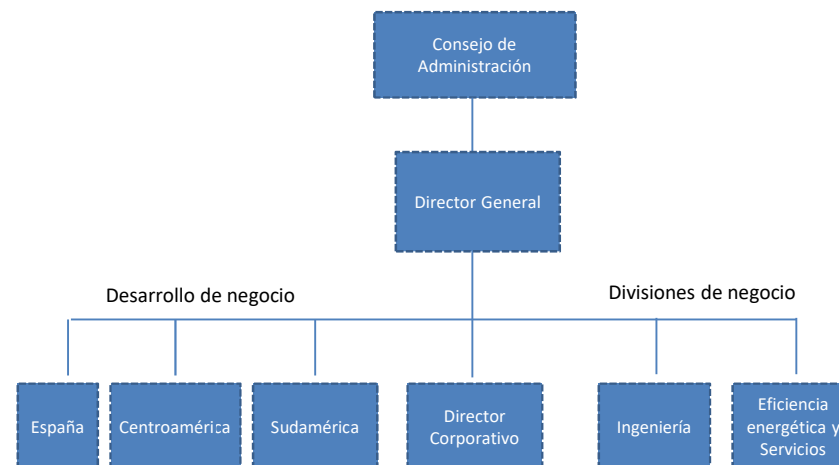 Consejo de
Administración
Director General
Desarrollo de negocio
Divisiones de negocio
España
Centroamérica
Sudamérica
Director
Corporativo
Ingeniería
Eficiencia
energética y
Servicios